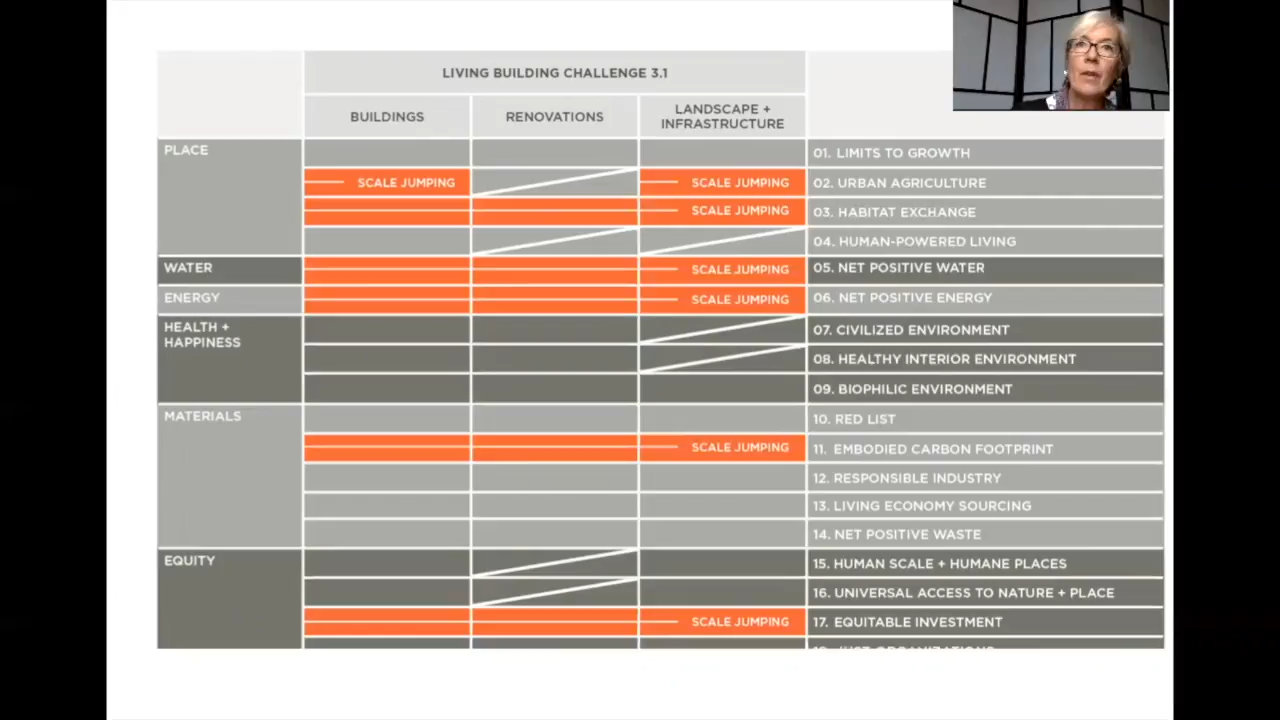 LIVING BUILDING CHALLENGE 3.1
BUILDINGS
RENOVATIONS
LANDSCAPE +
INFRASTRUCTURE
PLACE
01. LIMITS TO GROWTH
SCALE JUMPING
SCALE JUMPING
02. URBAN AGRICULTURE
SCALE JUMPING
03. HABITAT EXCHANGE
04. HUMAN-POWERED LIVING
WATER
SCALE JUMPING
05. NET POSITIVE WATER
ENERGY
SCALE JUMPING
06. NET POSITIVE ENERGY
HEALTH +
HAPPINESS
07. CIVILIZED ENVIRONMENT
08. HEALTHY INTERIOR ENVIRONMENT
09. BIOPHILIC ENVIRONMENT
MATERIALS
10. RED LIST
SCALE JUMPING
11. EMBODIED CARBON FOOTPRINT
12. RESPONSIBLE INDUSTRY
13. LIVING ECONOMY SOURCING
14. NET POSITIVE WASTE
EQUITY
15. HUMAN SCALE + HUMANE PLACES
16. UNIVERSAL ACCESS TO NATURE + PLACE
SCALE JUMPING
17. EQUITABLE INVESTMENT